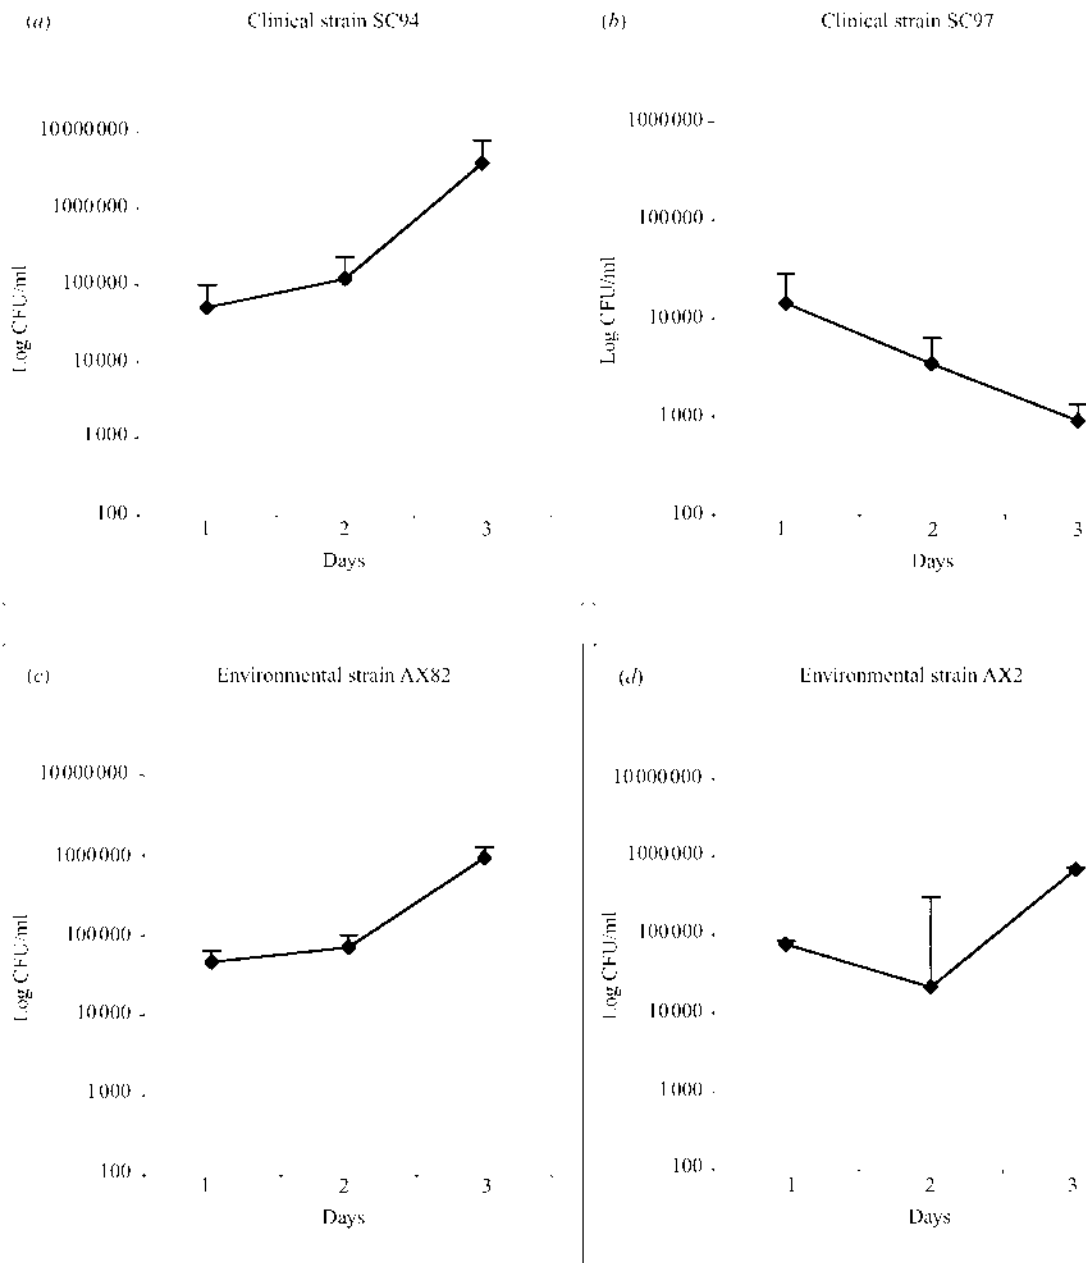 (a) Clinical strain SC94
10000000
1000000
100000
10000
1000
100
Log CFU/ml
1 2 3
Days
(b) Clinical strain SC97
1000000
100000
10000
1000
100
Log CFU/ml
1 2 3
Days
(c) Environmental strain AX82
10000000
1000000
100000
10000
1000
100
Log CFU/ml
1 2 3
Days
(d) Environmental strain AX2
10000000
1000000
100000
10000
1000
100
Log CFU/ml
1 2 3
Days